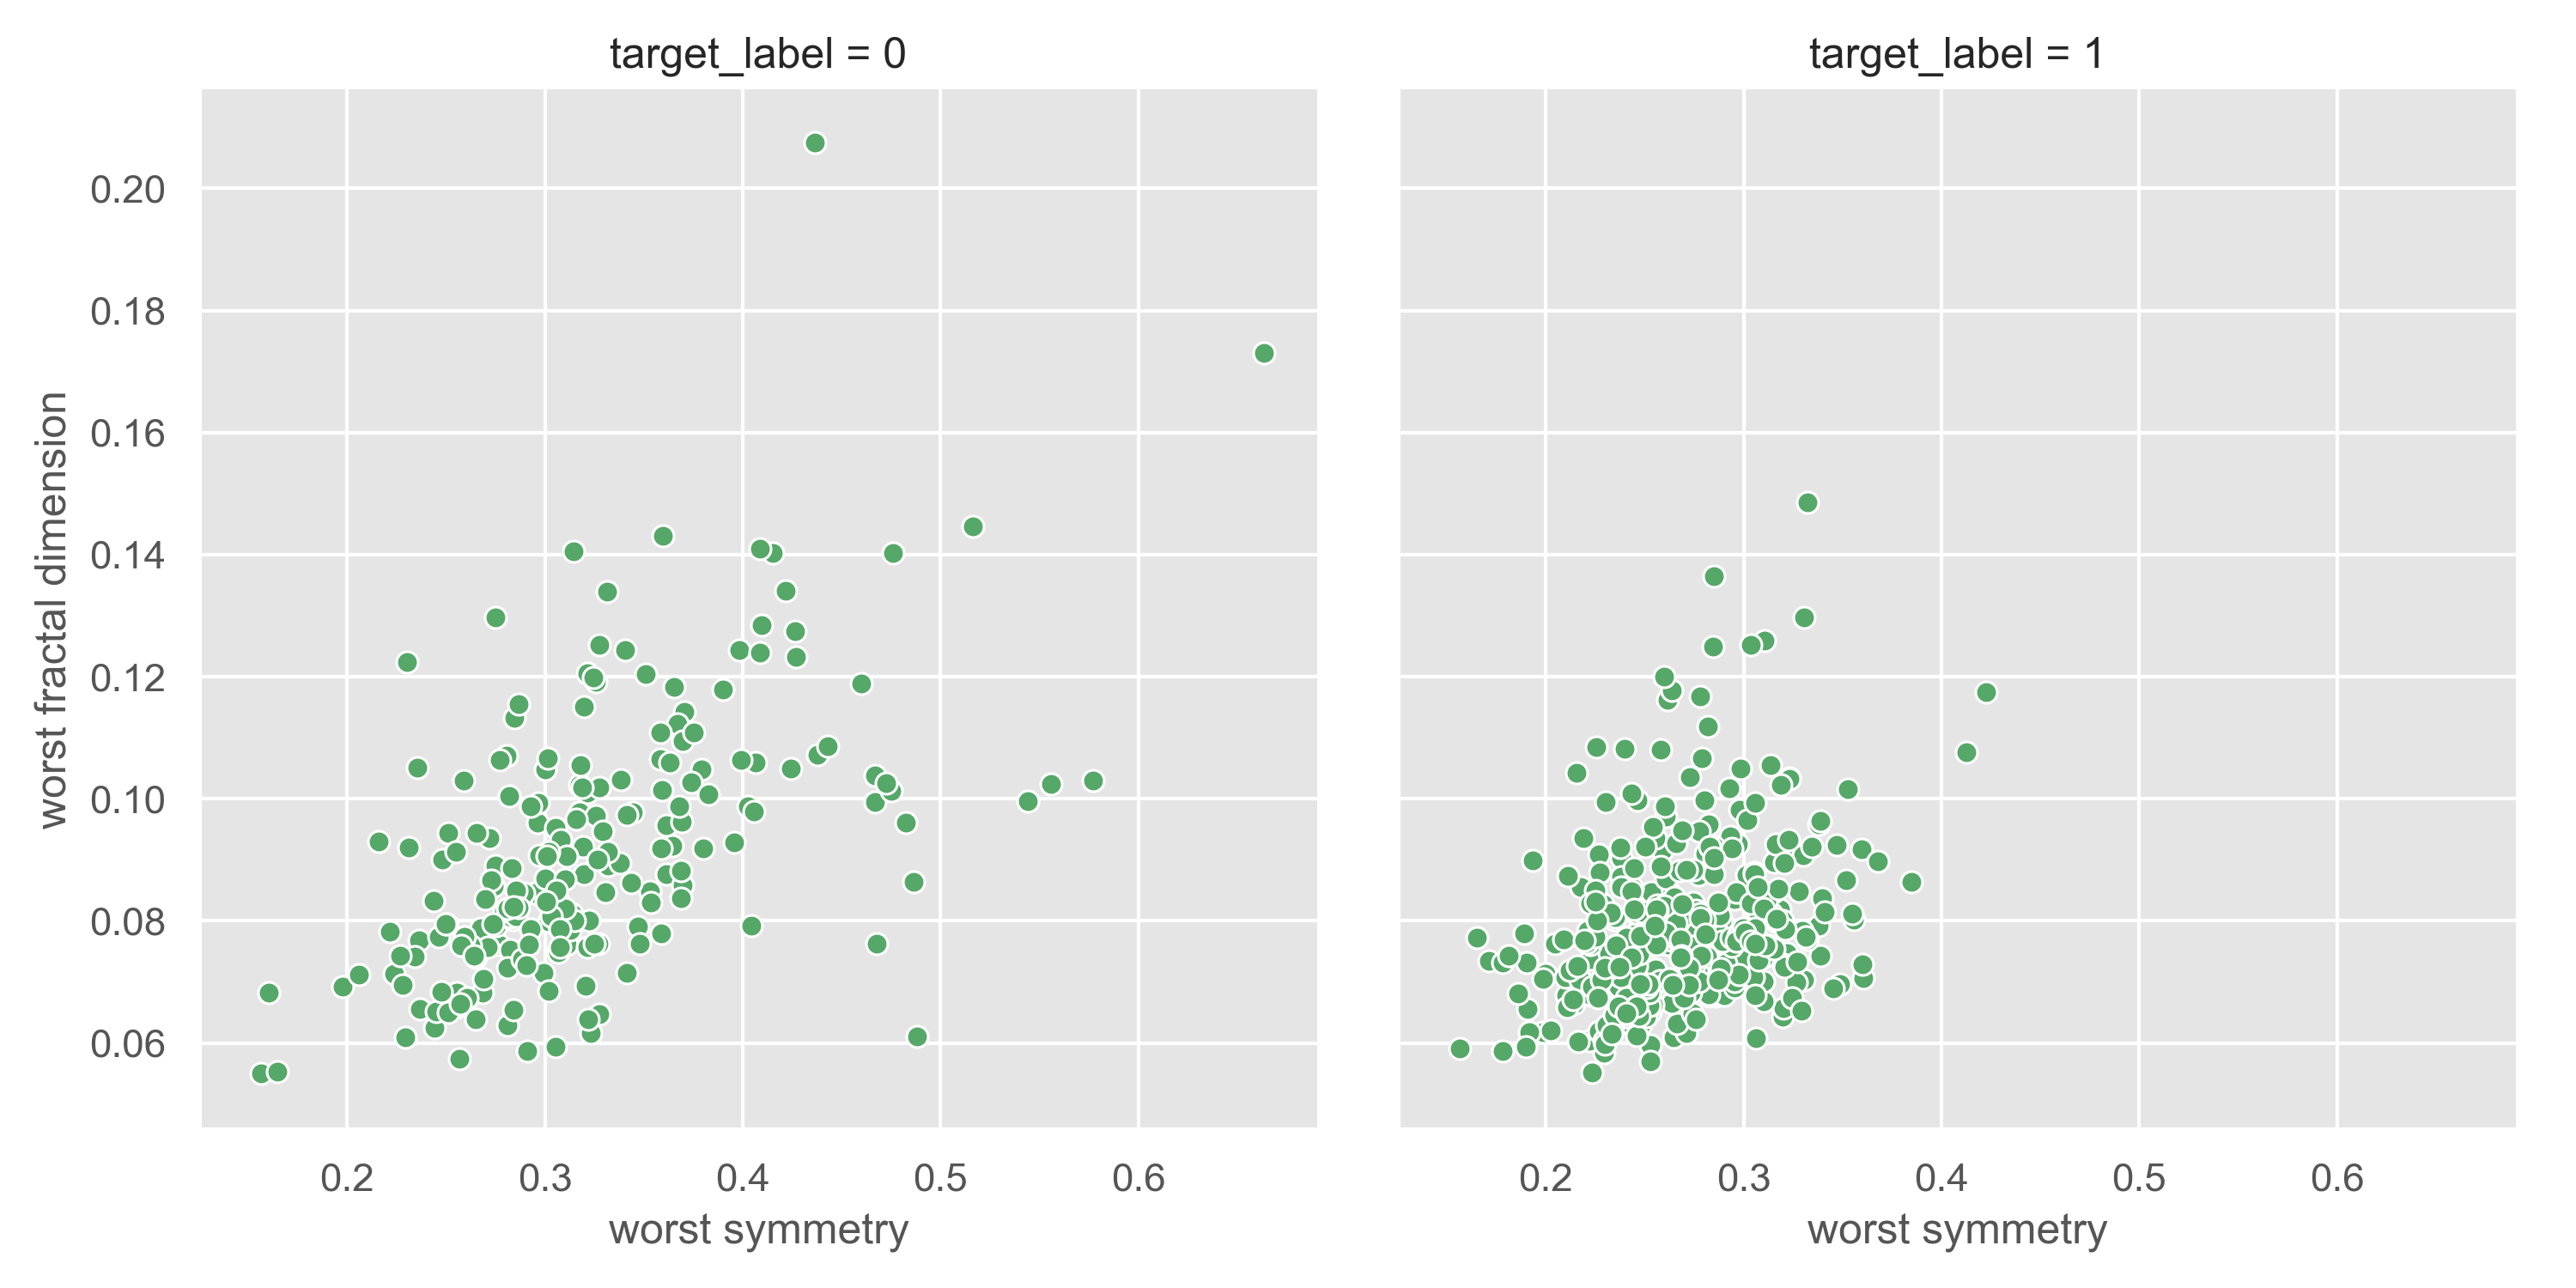 target_label = 0
target_label = 1
0.20
0.18
0.16
0.14
0.12
0.10
0.08
0.06
worst fractal dimension
0.2 0.3 0.4 0.5 0.6
0.2 0.3 0.4 0.5 0.6
worst symmetry
worst symmetry